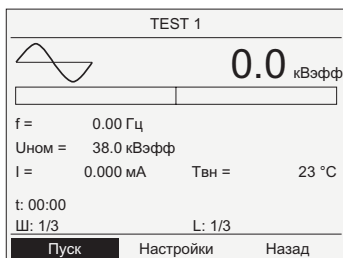 TEST 1
0.0 кВэфф
f = 0.00 Гц
Uном = 38.0 кВэфф
I = 0.000 мА Tвн = 23 °C
t: 00:00
Ш: 1/3 L: 1/3
Пуск Настройки Назад